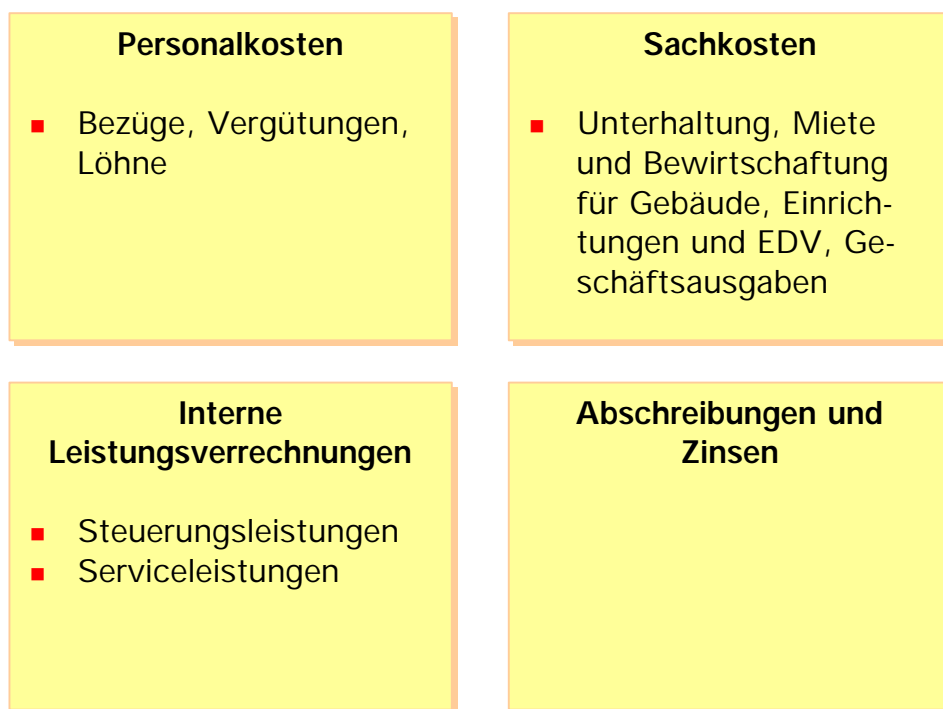 Personalkosten
Bezüge, Vergütungen,
Löhne
Sachkosten
Unterhaltung, Miete
und Bewirtschaftung
für Gebäude, Einrich-
tungen und EDV, Ge-
schäftsausgaben
Interne
Leistungsverrechnungen
Steuerungsleistungen
Serviceleistungen
Abschreibungen und
Zinsen